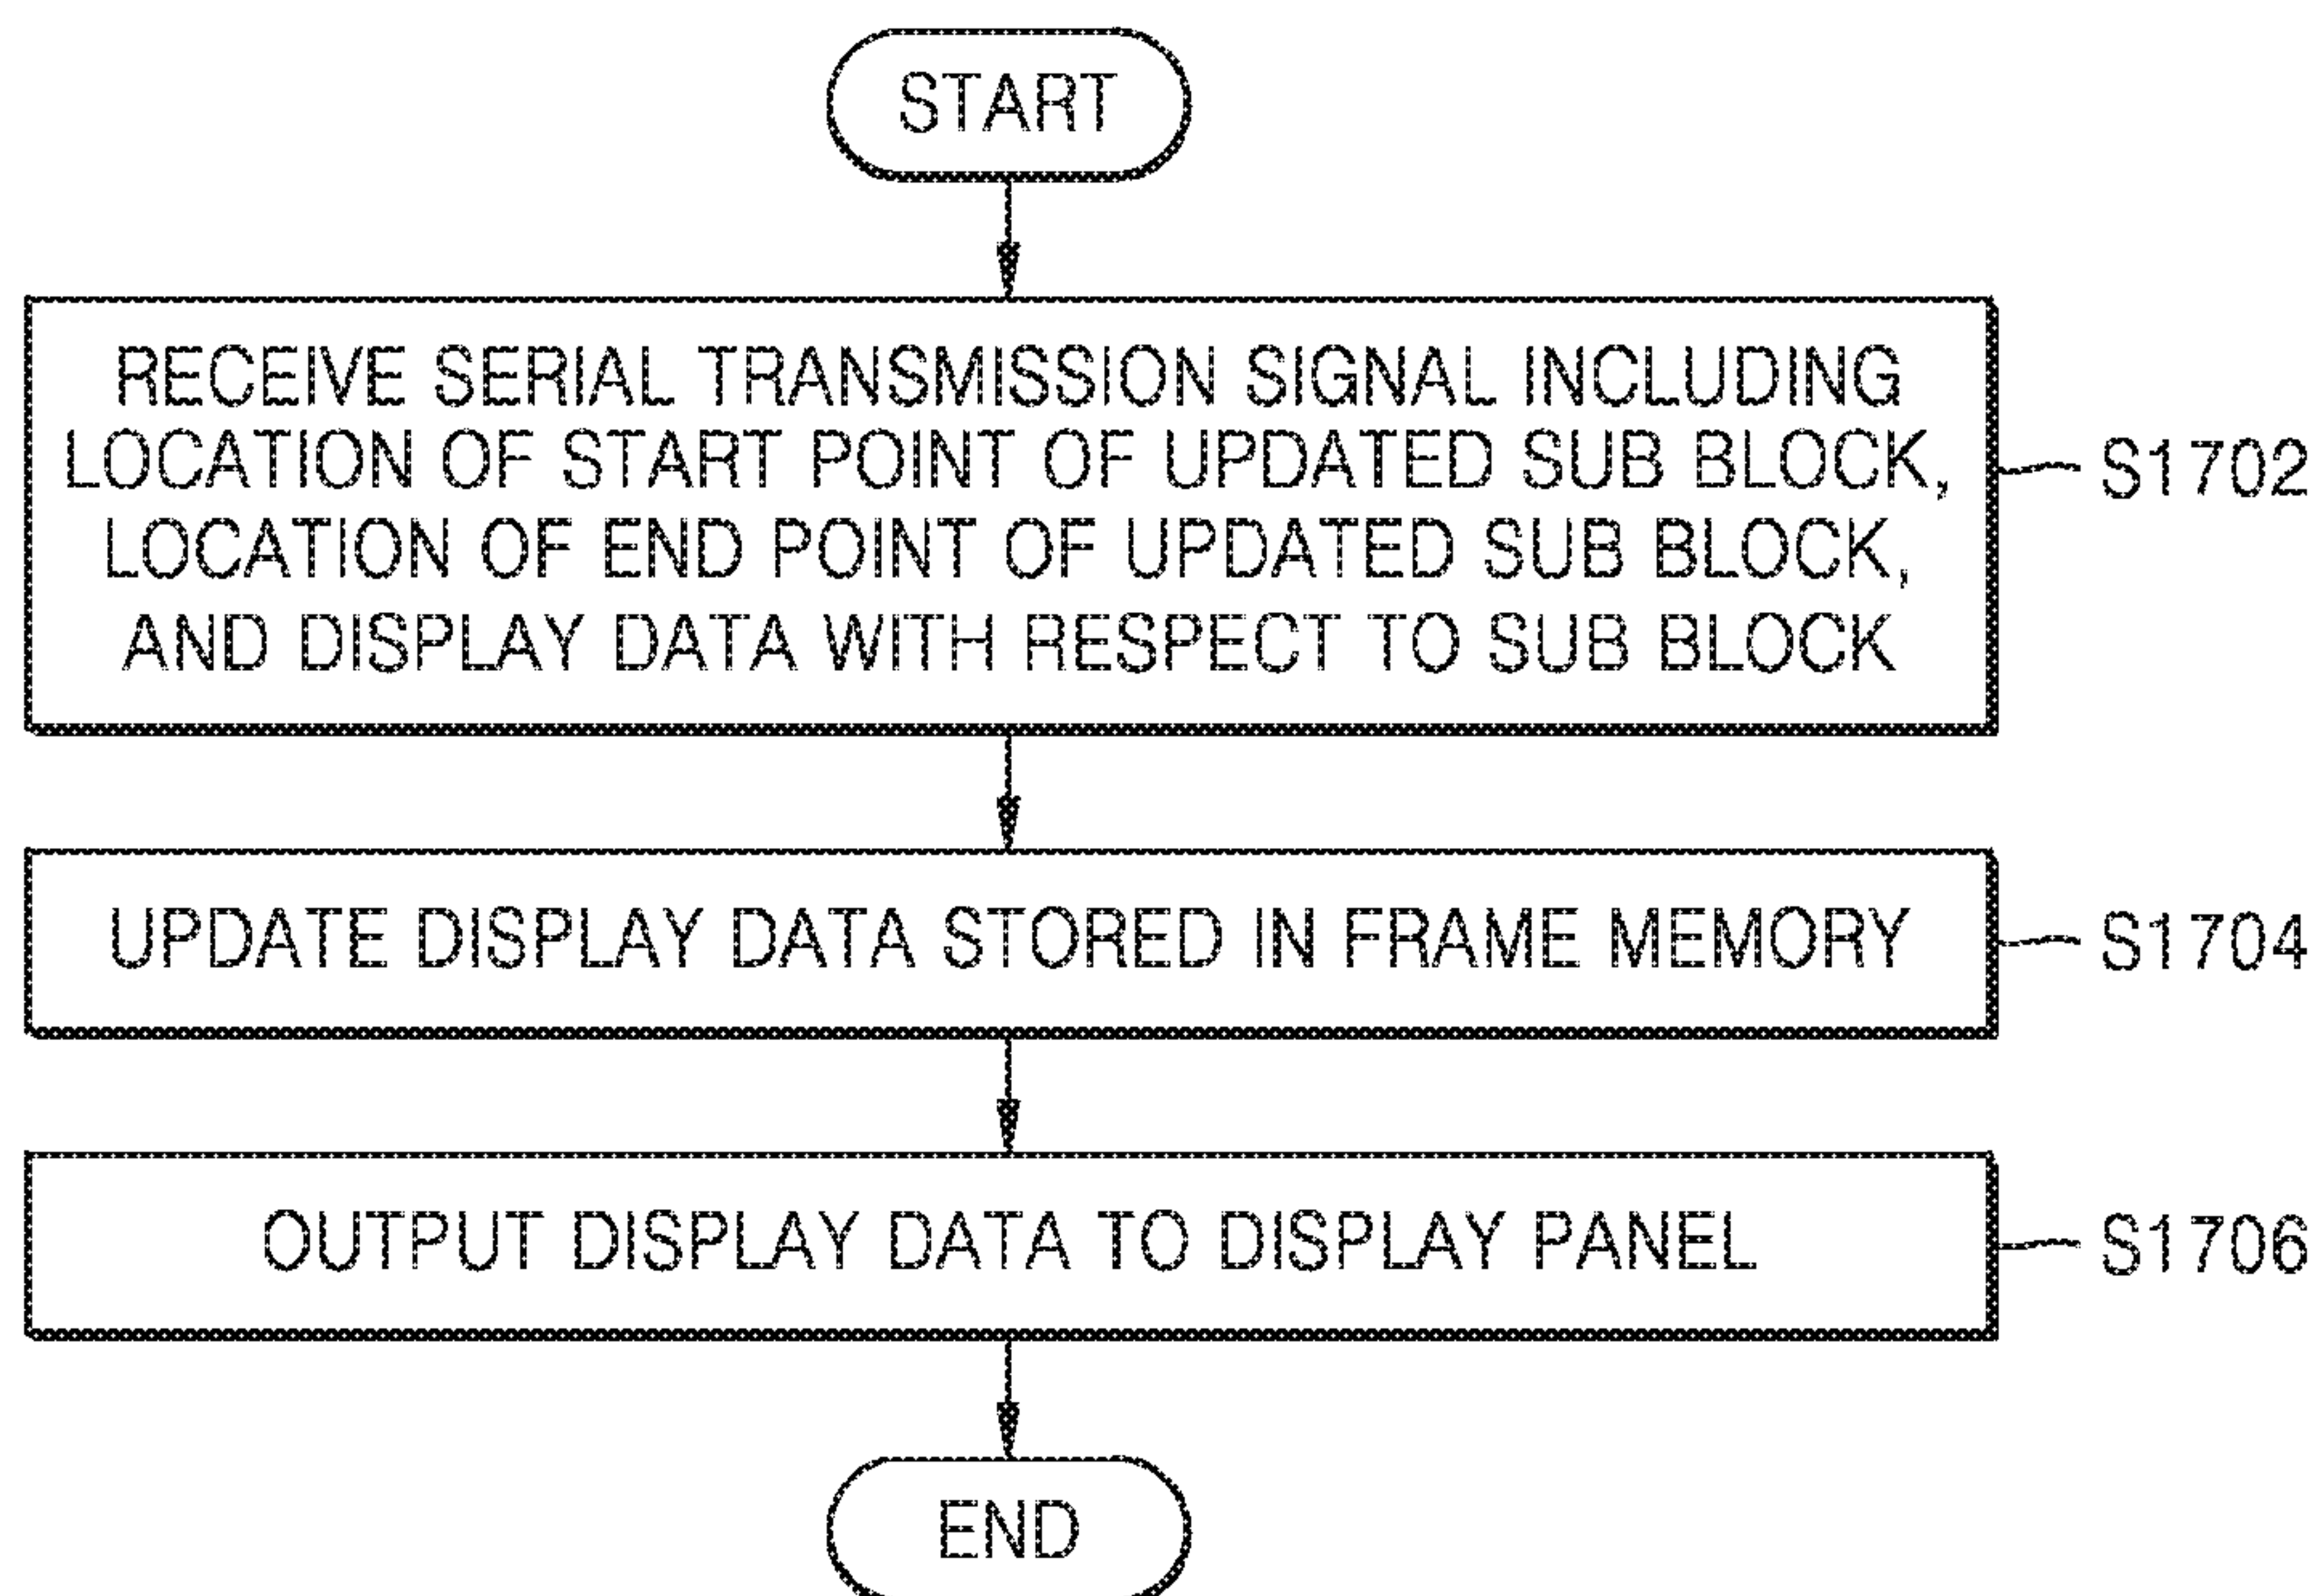 START
RECEIVE SERIAL TRANSMISSION SIGNAL INCLUDING
LOCATION OF START POINT OF UPDATED SUB BLOCK,
LOCATION OF END POINT OF UPDATED SUB BLOCK,
AND DISPLAY DATA WITH RESPECT TO SUB BLOCK
S1702
UPDATE DISPLAY DATA STORED IN FRAME MEMORY
S1704
OUTPUT DISPLAY DATA TO DISPLAY PANEL
S1706
END